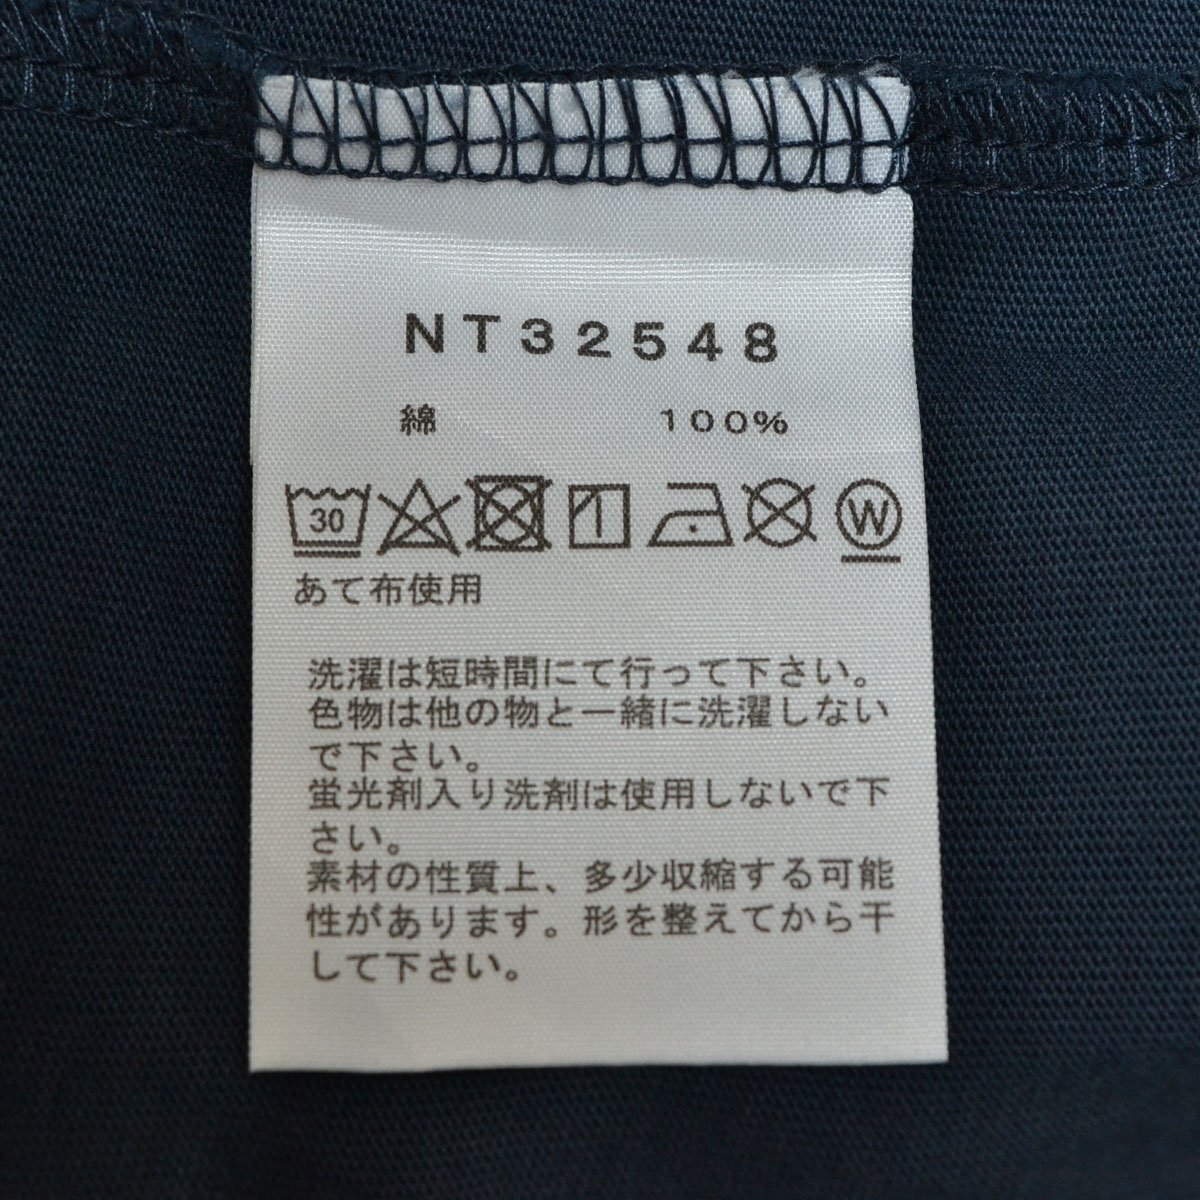 NT32548
綿 100%
30 W
あて布使用
洗濯は短時間にて行って下さい。
色物は他の物と一緒に洗濯しない
で下さい。
蛍光剤入り洗剤は使用しないで下
さい。
素材の性質上、多少収縮する可能
性があります。形を整えてから干
して下さい。